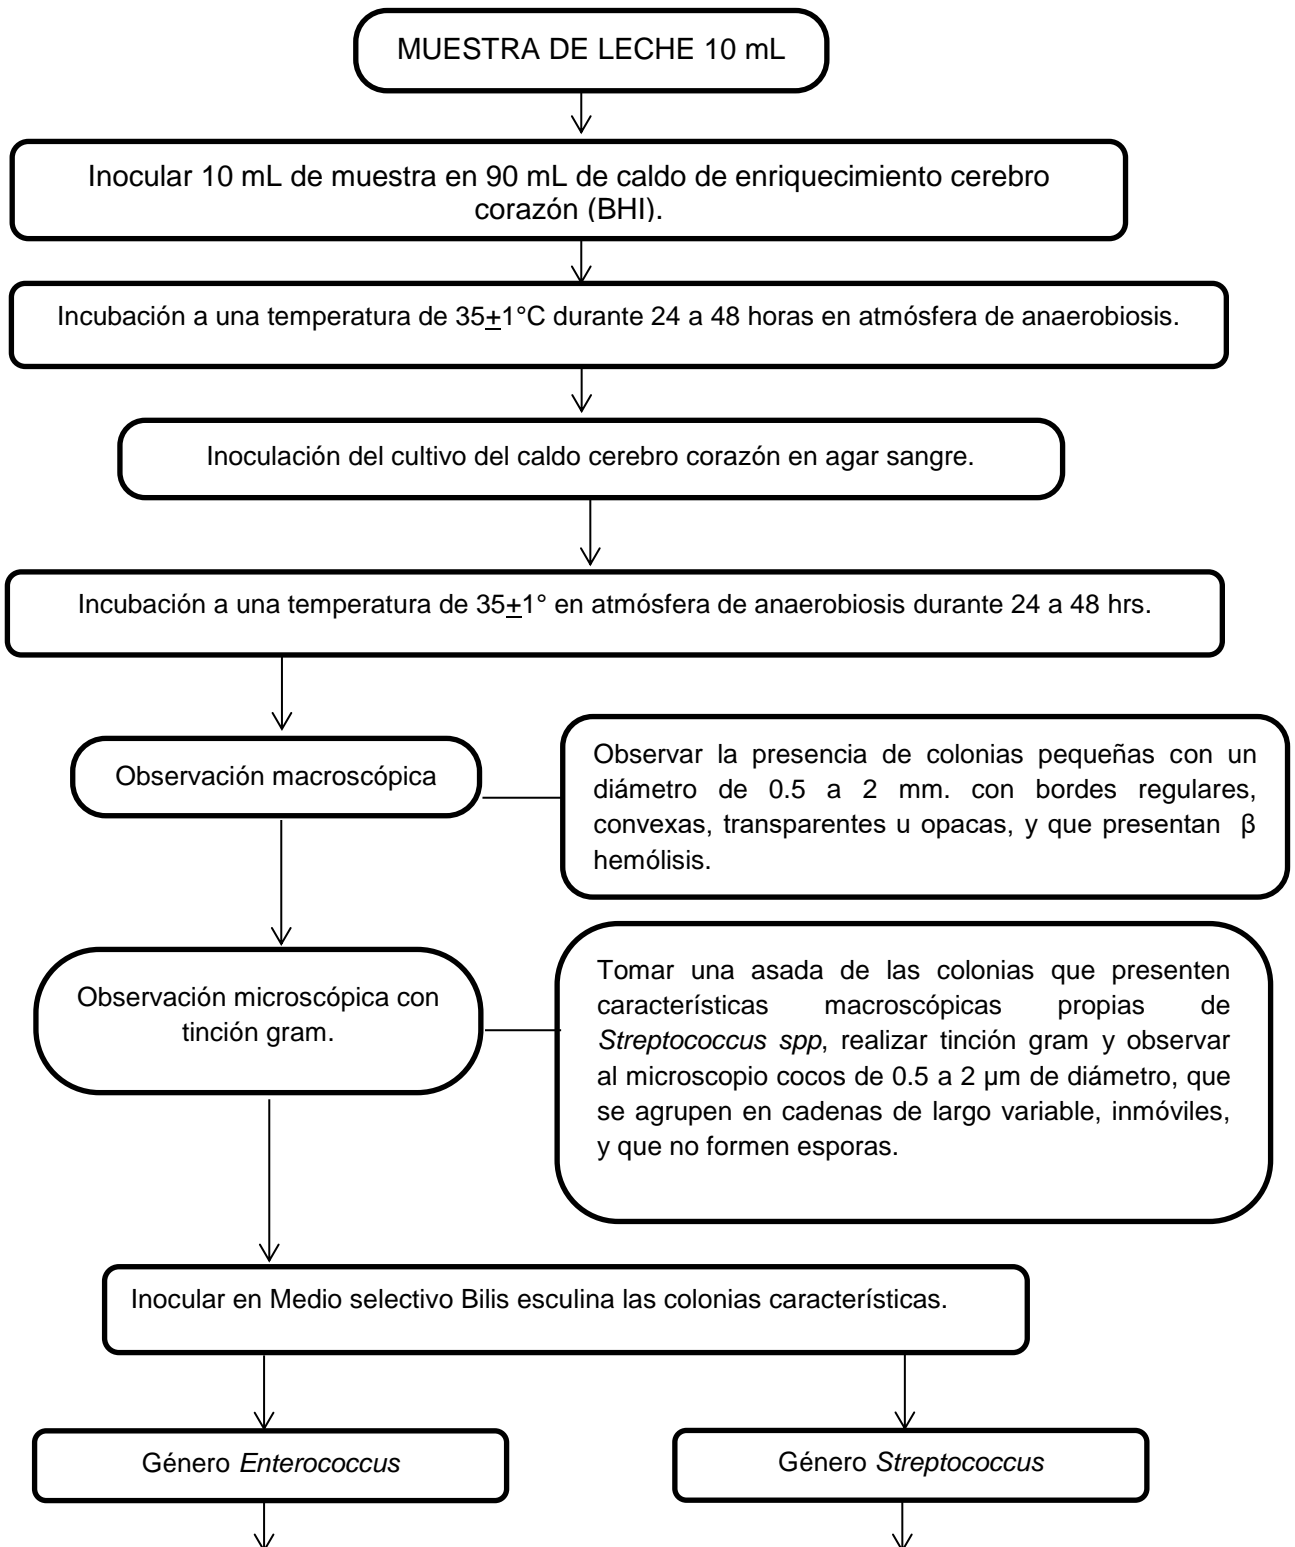 MUESTRA DE LECHE 10 mL
Inocular 10 mL de muestra en 90 mL de caldo de enriquecimiento cerebro
corazón (BHI).
Incubación a una temperatura de 35±1°C durante 24 a 48 horas en atmósfera de anaerobiosis.
Inoculación del cultivo del caldo cerebro corazón en agar sangre.
Incubación a una temperatura de 35±1° en atmósfera de anaerobiosis durante 24 a 48 hrs.
Observación macroscópica
Observar la presencia de colonias pequeñas con un
diámetro de 0.5 a 2 mm. con bordes regulares,
convexas, transparentes u opacas, y que presentan β
hemólisis.
Observación microscópica con
tinción gram.
Tomar una asada de las colonias que presenten
características macroscópicas propias de
Streptococcus spp, realizar tinción gram y observar
al microscopio cocos de 0.5 a 2 µm de diámetro, que
se agrupen en cadenas de largo variable, inmóviles,
y que no formen esporas.
Inocular en Medio selectivo Bilis esculina las colonias características.
Género Enterococcus
Género Streptococcus